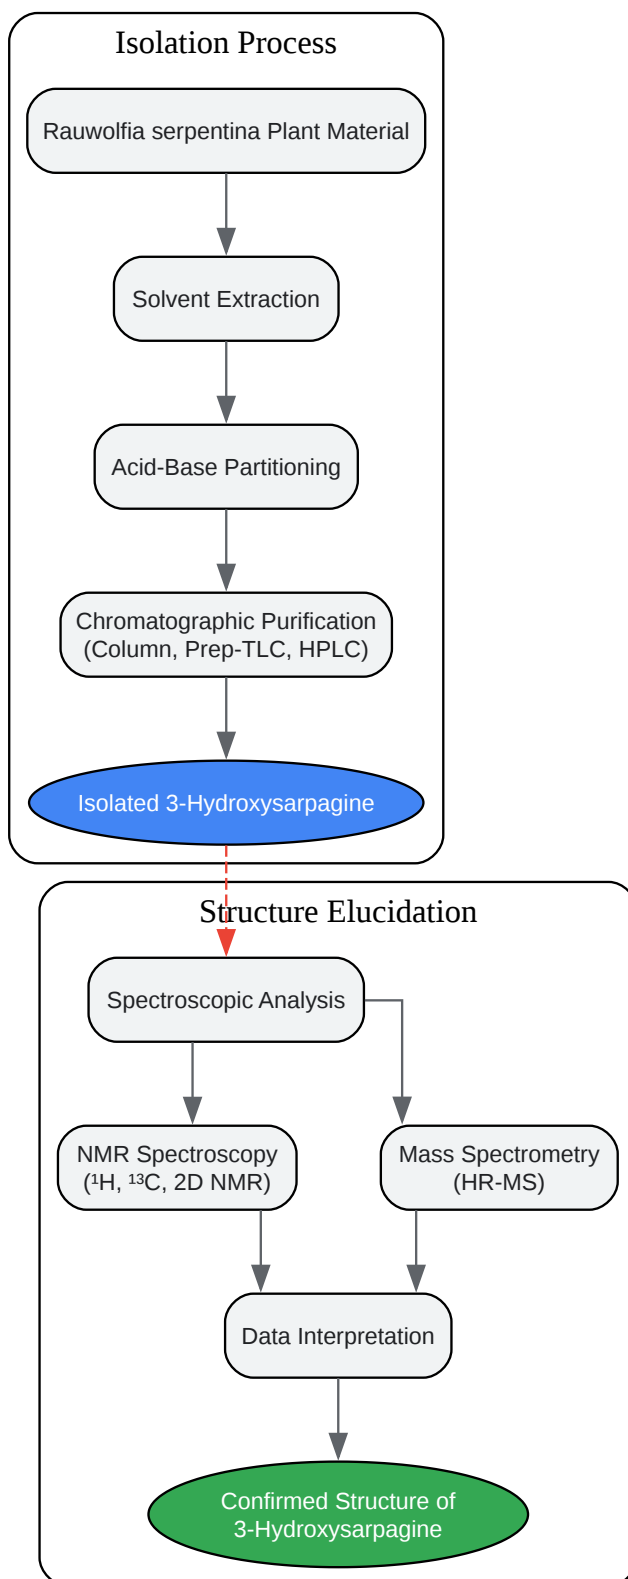 Isolation Process
Rauwolfia serpentina Plant Material
Solvent Extraction
Acid-Base Partitioning
Chromatographic Purification
(Column, Prep-TLC, HPLC)
Isolated 3-Hydroxysarpagine
Structure Elucidation
Spectroscopic Analysis
NMR Spectroscopy
(¹H, ¹³C, 2D NMR)
Mass Spectrometry
(HR-MS)
Data Interpretation
Confirmed Structure of
3-Hydroxysarpagine